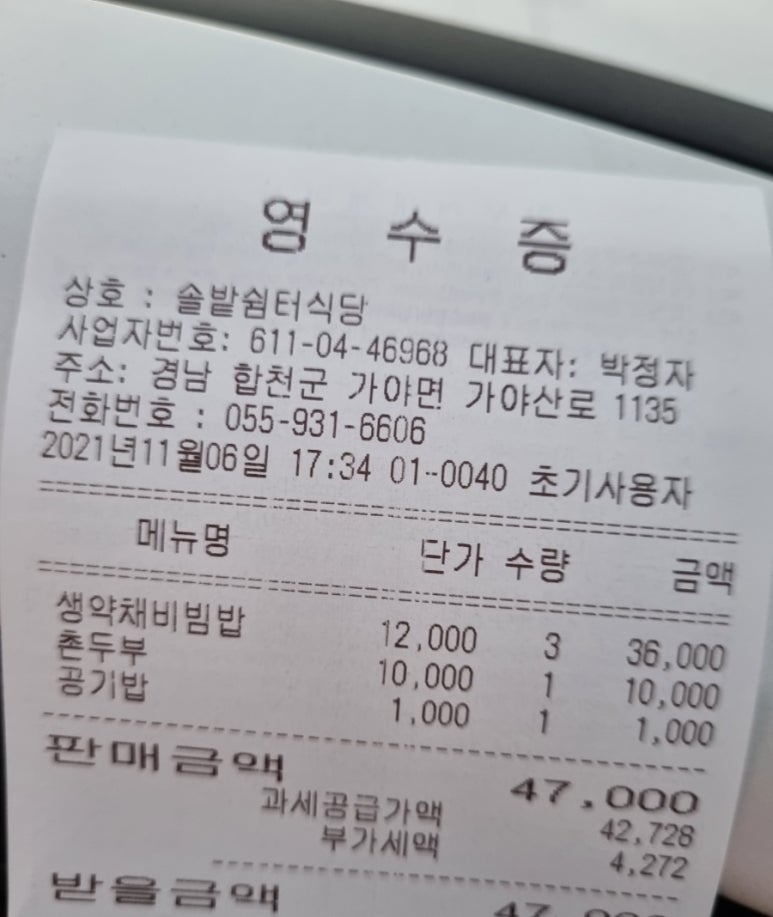 영 수 증
상호 : 솔밭쉼터식당
사업자번호: 611-04-46968 대표자: 박정자
주소: 경남 합천군 가야면 가야산로 1135
전화번호 : 055-931-6606
2021년11월06일 17:34 01-0040 초기사용자
메뉴명 단가 수량 금액
생약채비빔밥 12,000 3 36,000
촌두부 10,000 1 10,000
공기밥 1,000 1 1,000
판매금액 47,000
과세공급가액 42,728
부가세액 4,272
받을금액